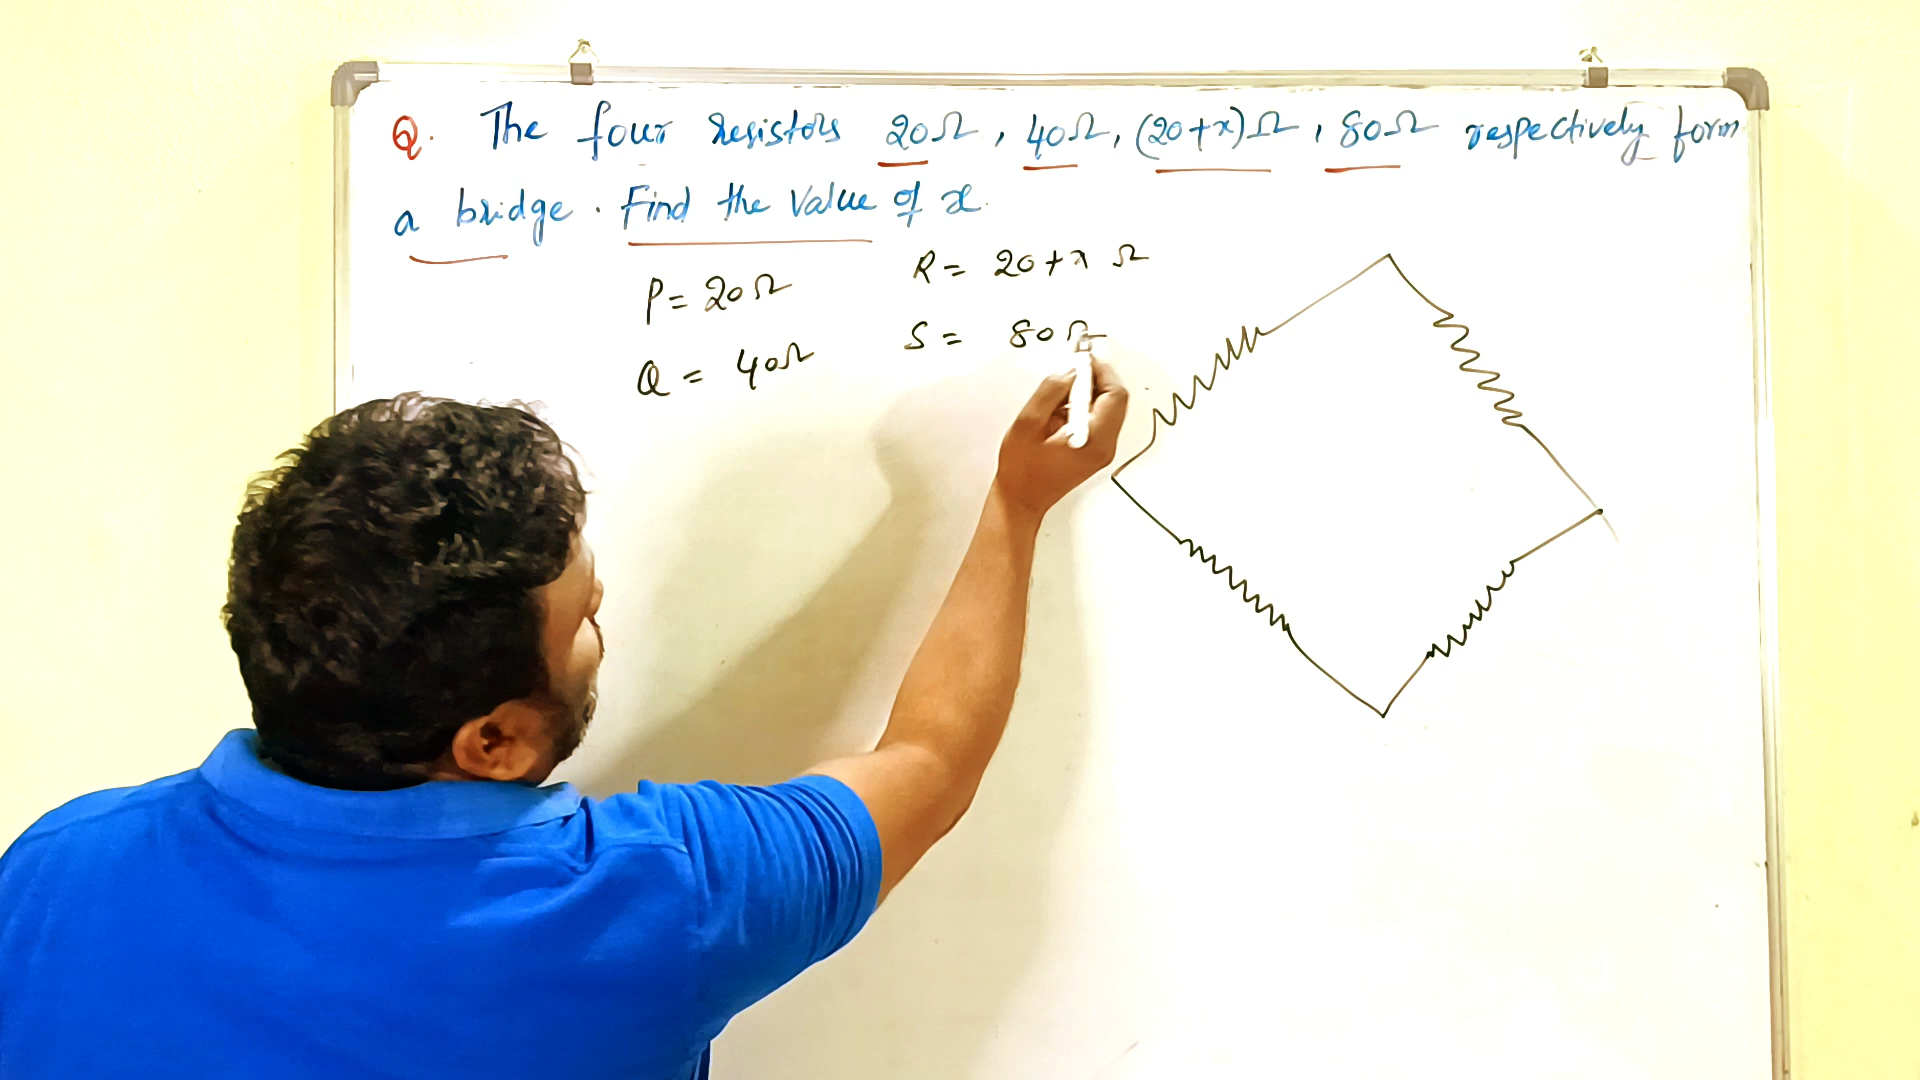 Q. The four resistors 20Ω, 40Ω, (20+x)Ω, 80Ω respectively form
a bridge. Find the value of x.
P = 20Ω
Q = 40Ω
R = 20+x Ω
S = 80Ω